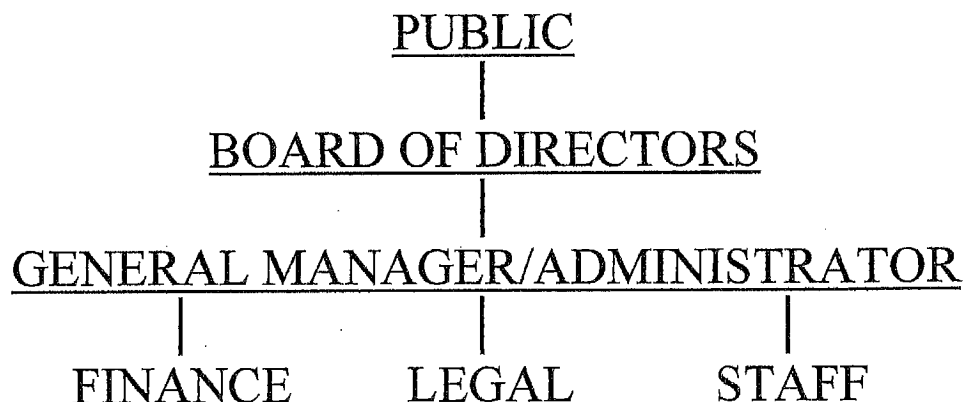 PUBLIC
BOARD OF DIRECTORS
GENERAL MANAGER/ADMINISTRATOR
FINANCE LEGAL STAFF